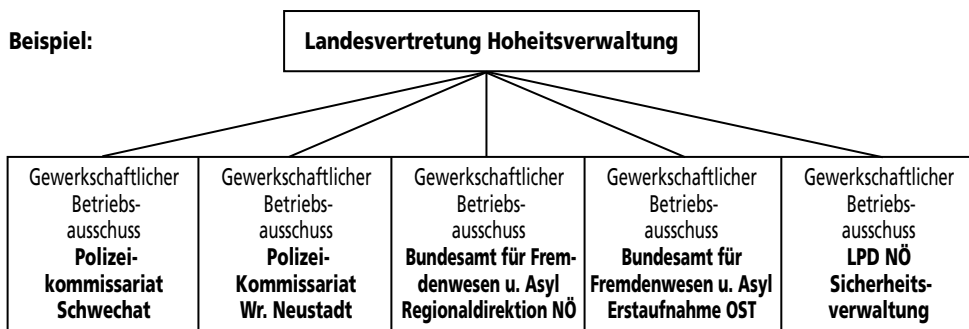 Beispiel:
Landesvertretung Hoheitsverwaltung
Gewerkschaftlicher
Betriebs-
ausschuss
Polizei-
kommissariat
Schwechat
Gewerkschaftlicher
Betriebs-
ausschuss
Polizei-
Kommissariat
Wr. Neustadt
Gewerkschaftlicher
Betriebs-
ausschuss
Bundesamt für Frem-
denwesen u. Asyl
Regionaldirektion NÖ
Gewerkschaftlicher
Betriebs-
ausschuss
Bundesamt für
Fremdenwesen u. Asyl
Erstaufnahme OST
Gewerkschaftlicher
Betriebs-
ausschuss
LPD NÖ
Sicherheits-
verwaltung